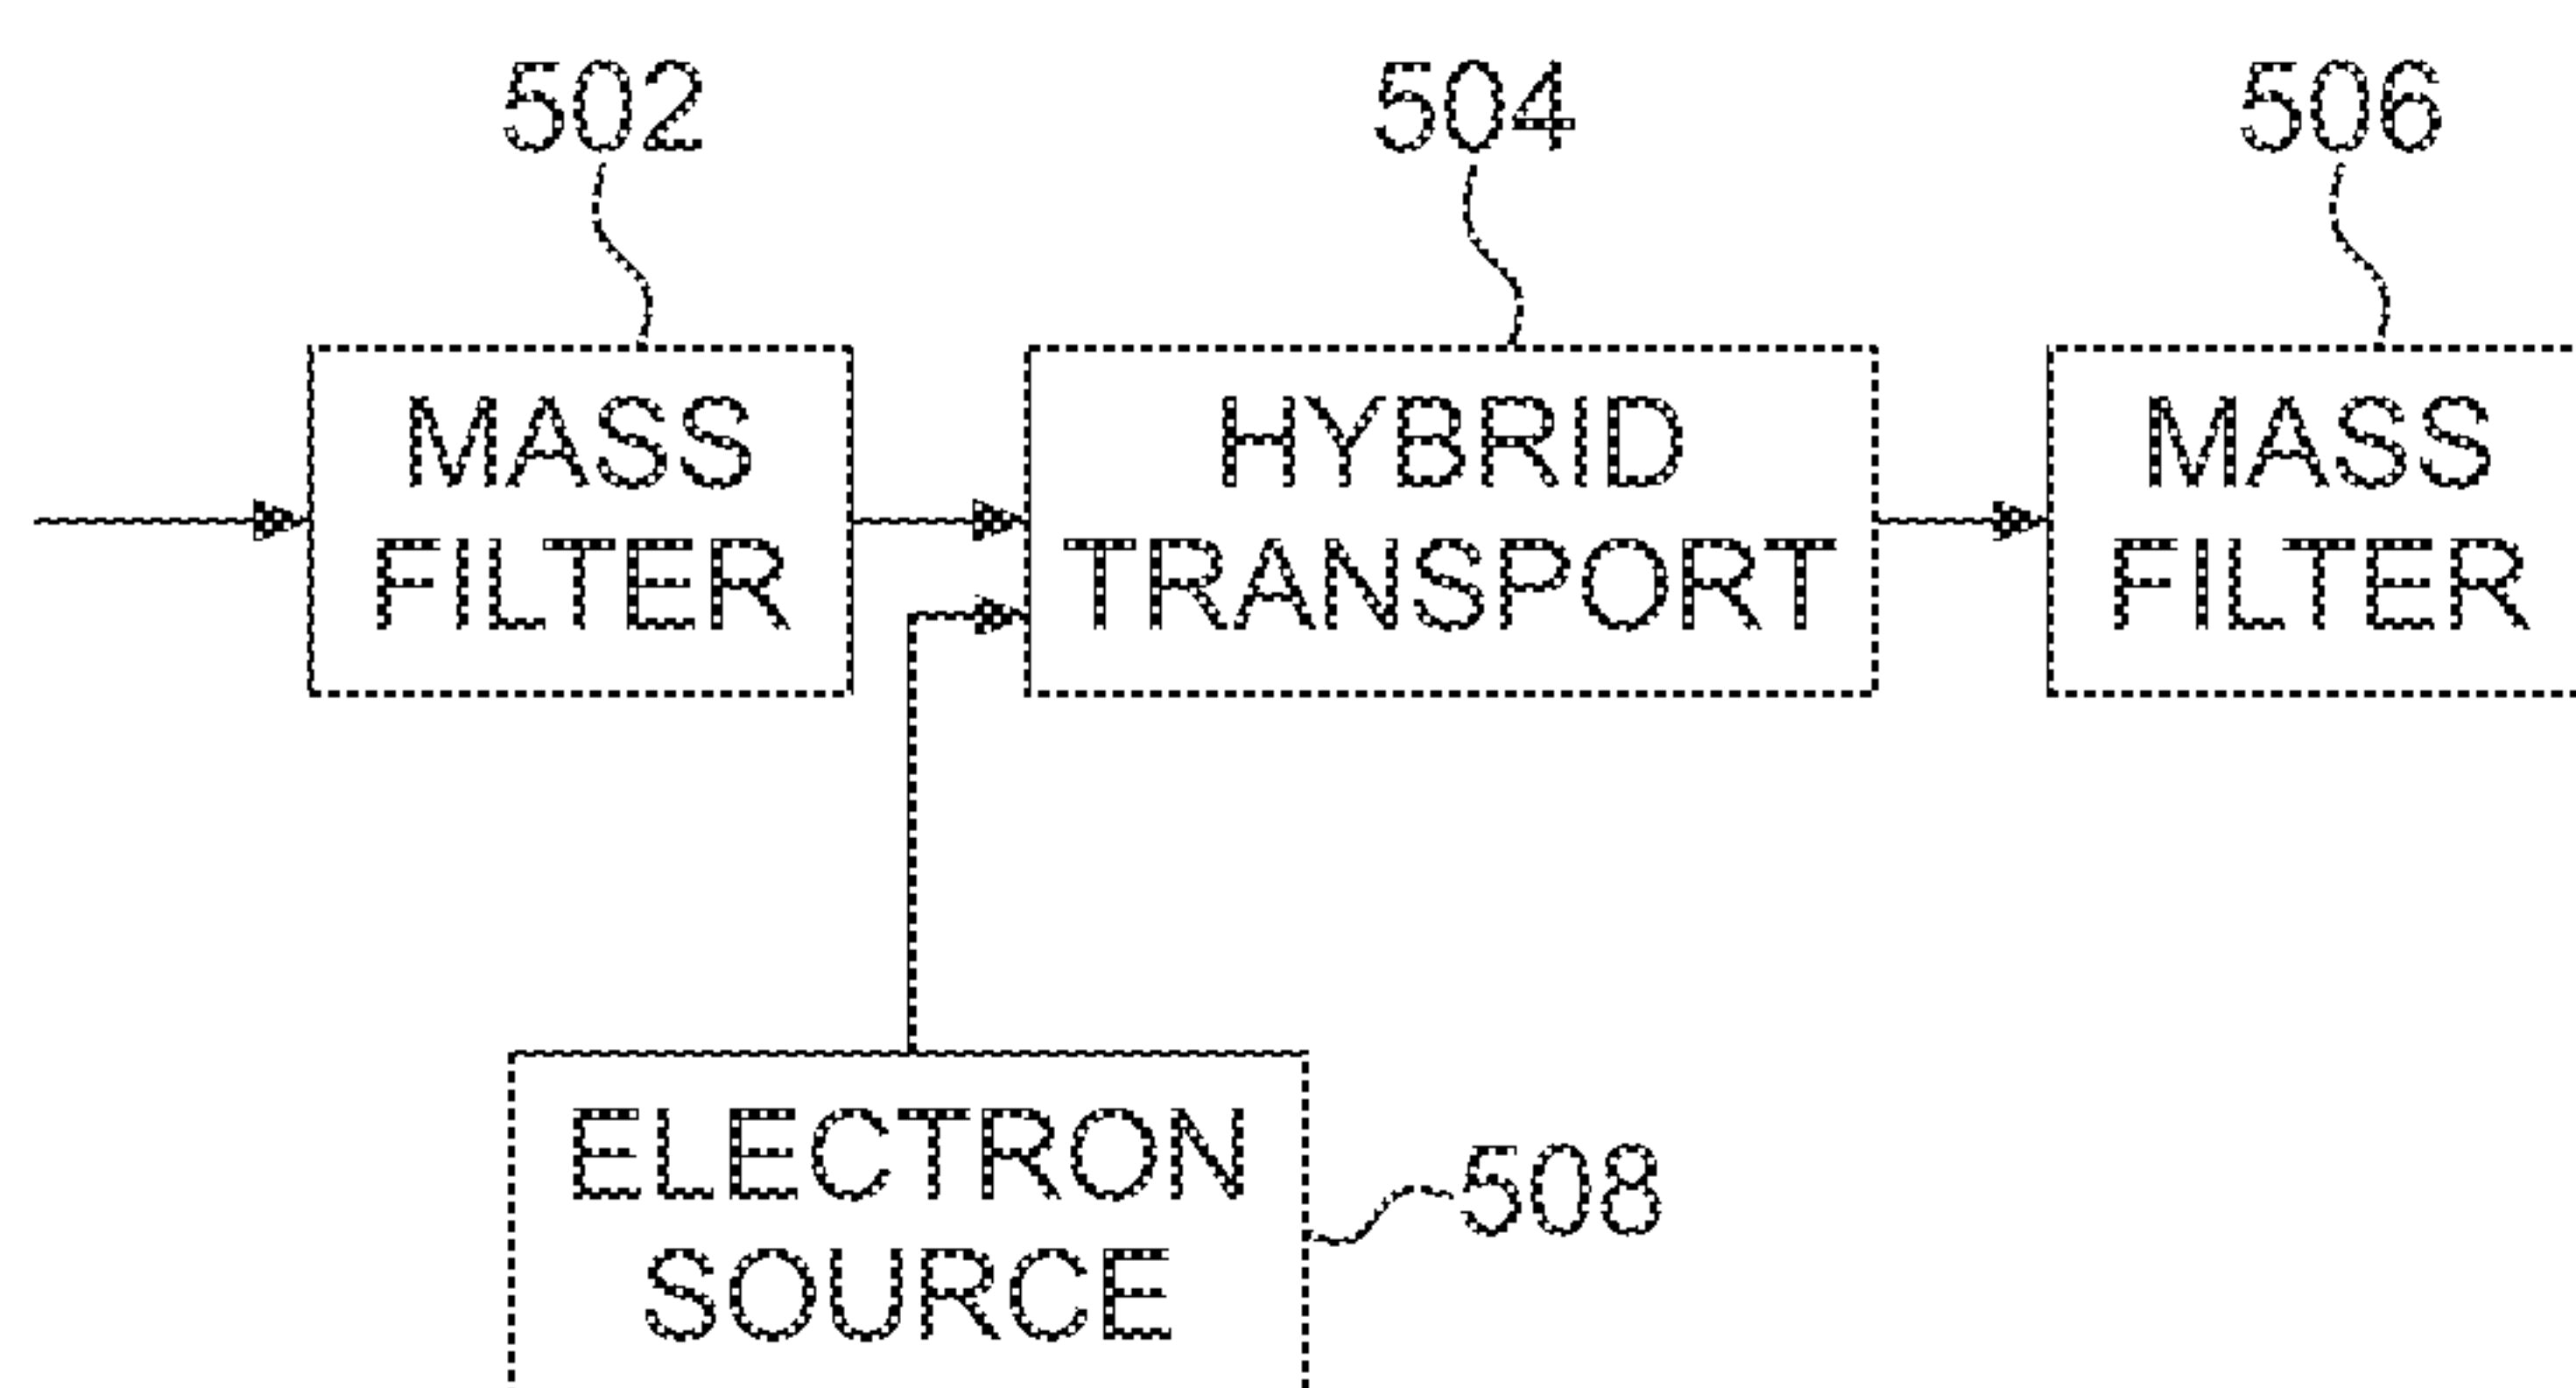 502
504
506
MASS
FILTER
HYBRID
TRANSPORT
MASS
FILTER
ELECTRON
SOURCE
508